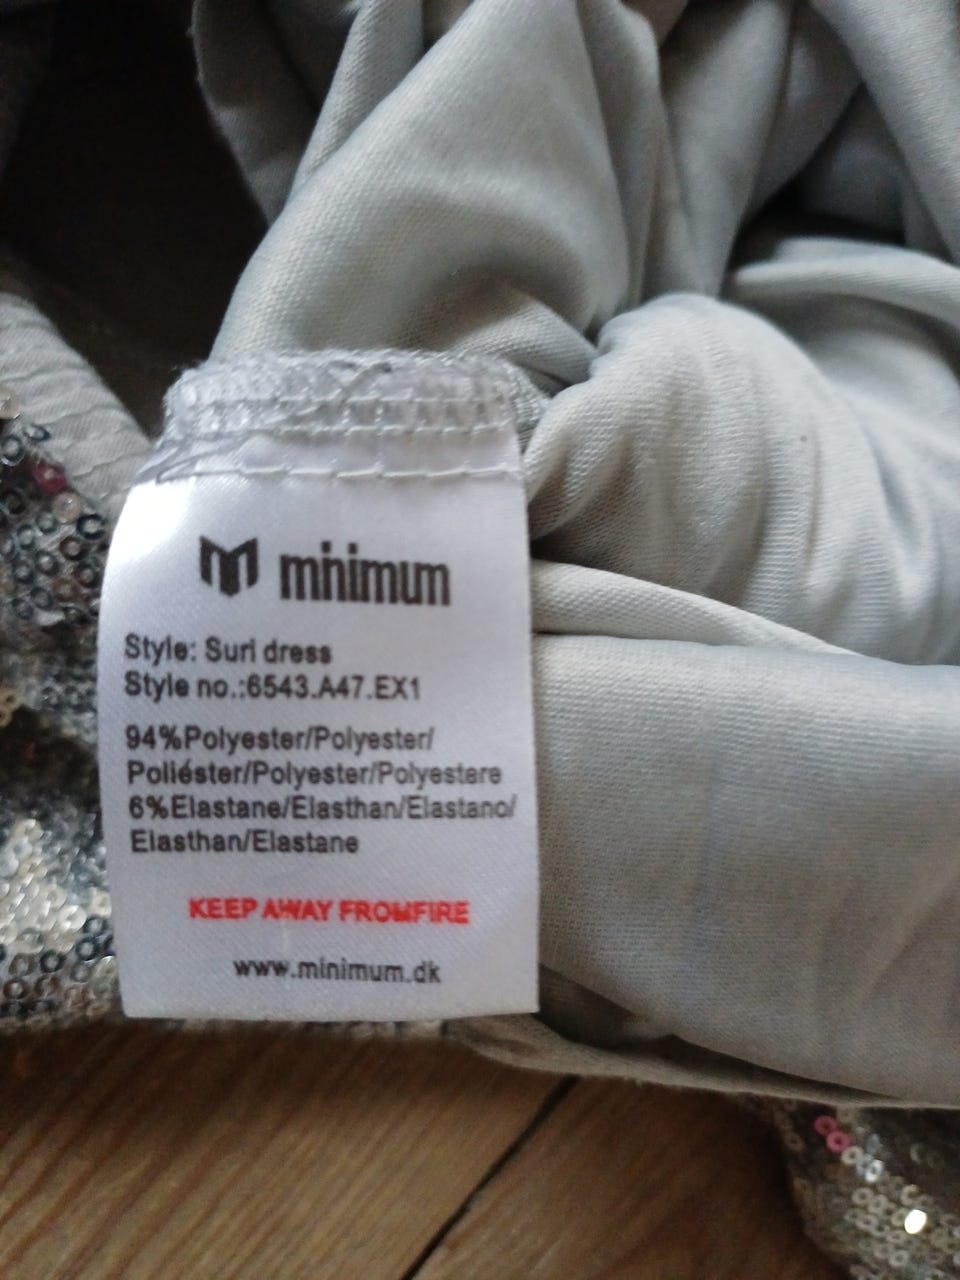 minimum
Style: Suri dress
Style no.:6543.A47.EX1
94%Polyester/Polyester/
Poliéster/Polyester/Polyestere
6%Elastane/Elasthan/Elastano/
Elasthan/Elastane
KEEP AWAY FROMFIRE
www.minimum.dk